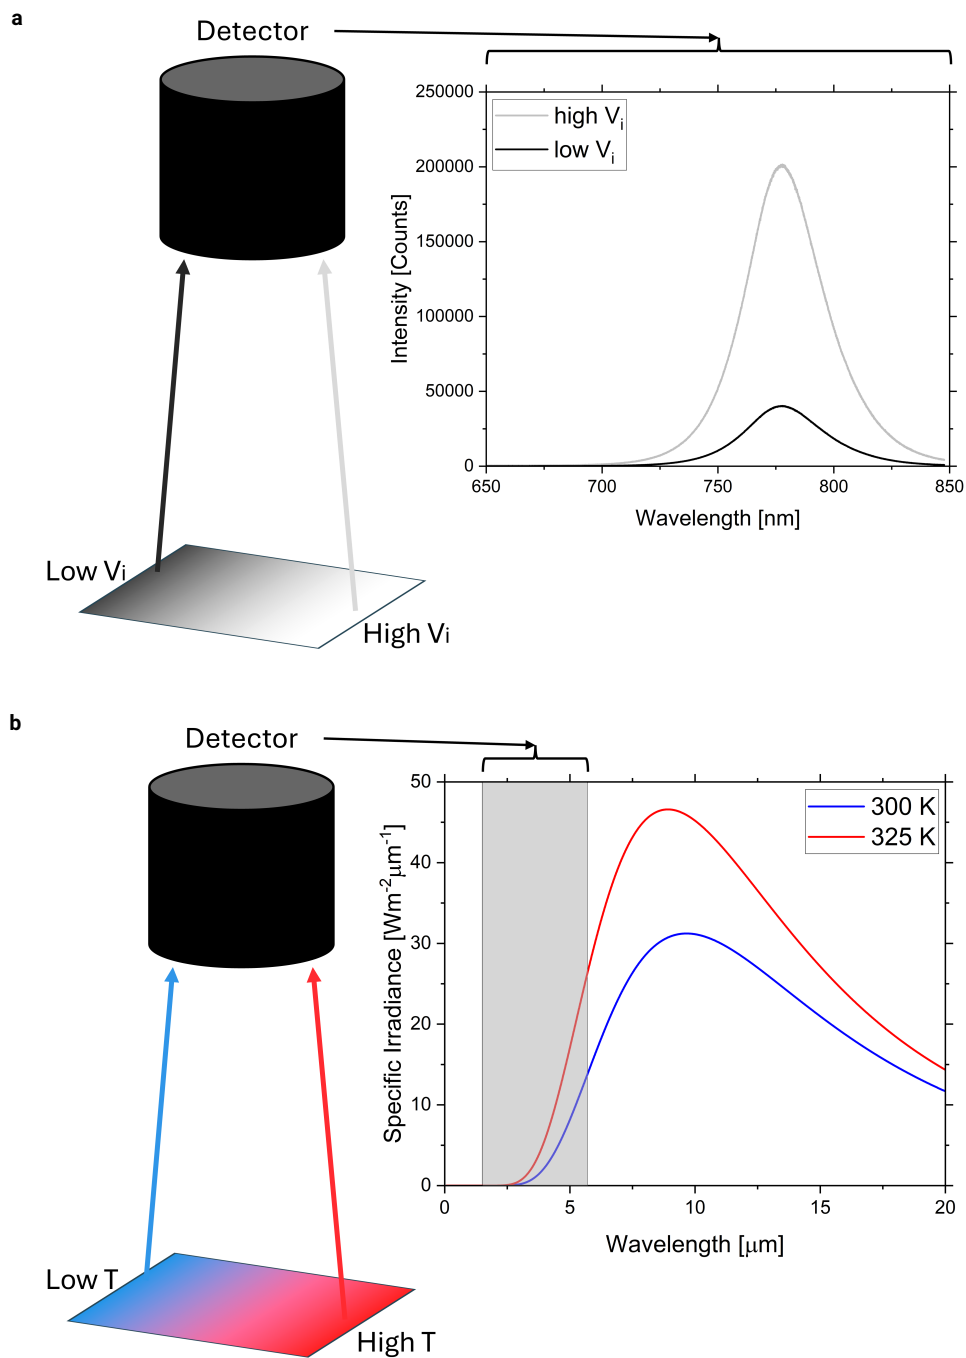 a
Detector
250000
200000
150000
100000
50000
0
Intensity [Counts]
high Vi
low Vi
650
700
750
800
850
Wavelength [nm]
Low Vi
High Vi
b
Detector
50
40
30
20
10
0
Specific Irradiance [Wm-2μm-1]
300 K
325 K
0
5
10
15
20
Wavelength [μm]
Low T
High T